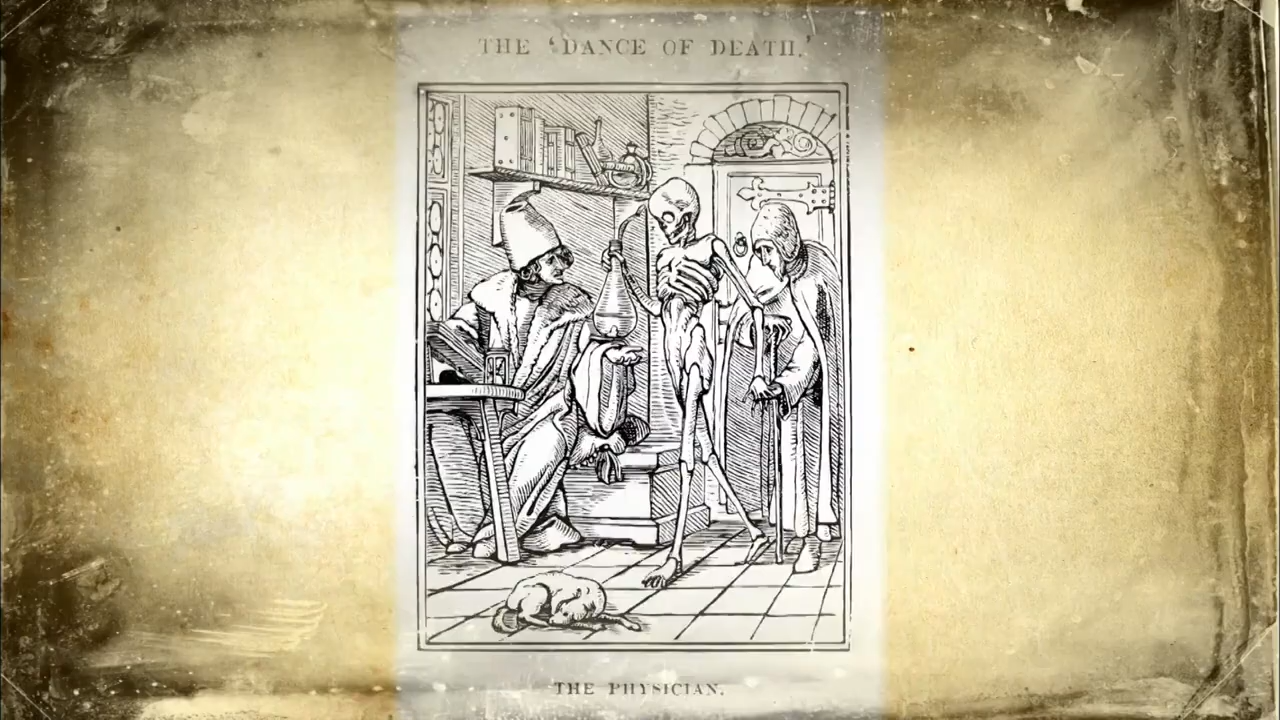 THE 'DANCE OF DEATH.'
THE PHYSICIAN.